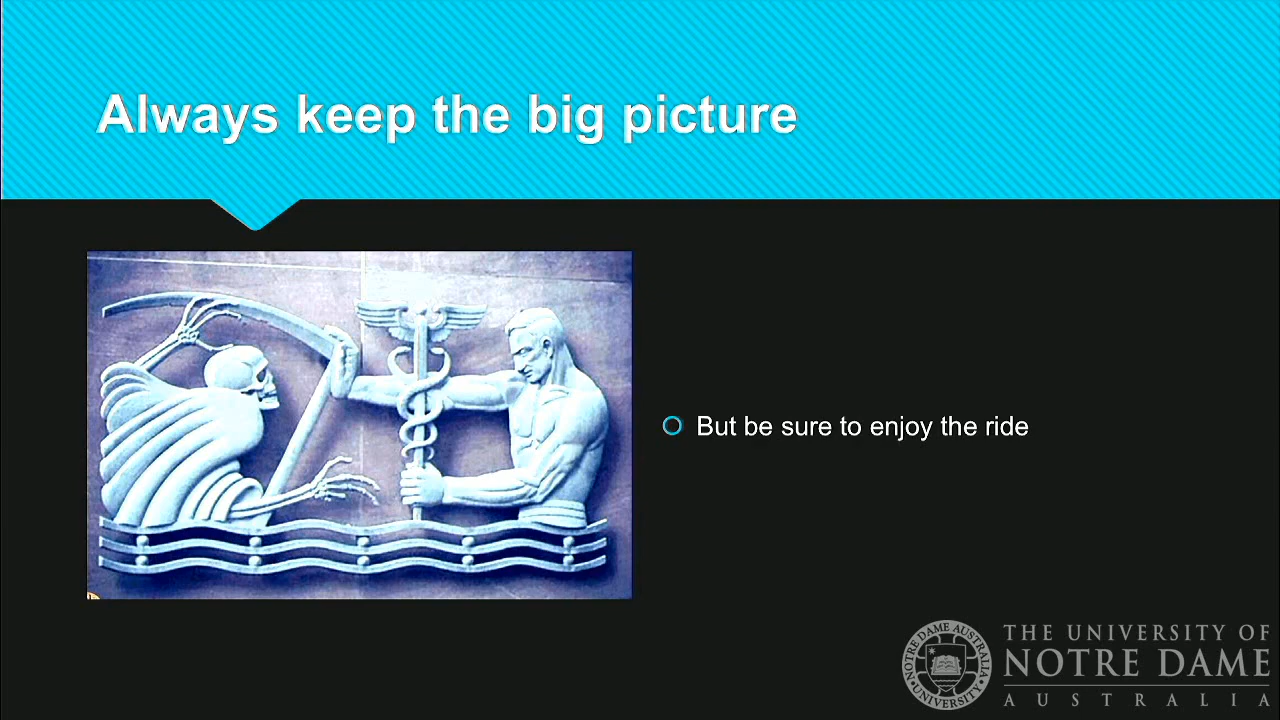 Always keep the big picture
But be sure to enjoy the ride
NOTRE DAME AUSTRALIA
UNIVERSITY
THE UNIVERSITY OF
NOTRE DAME
AUSTRALIA